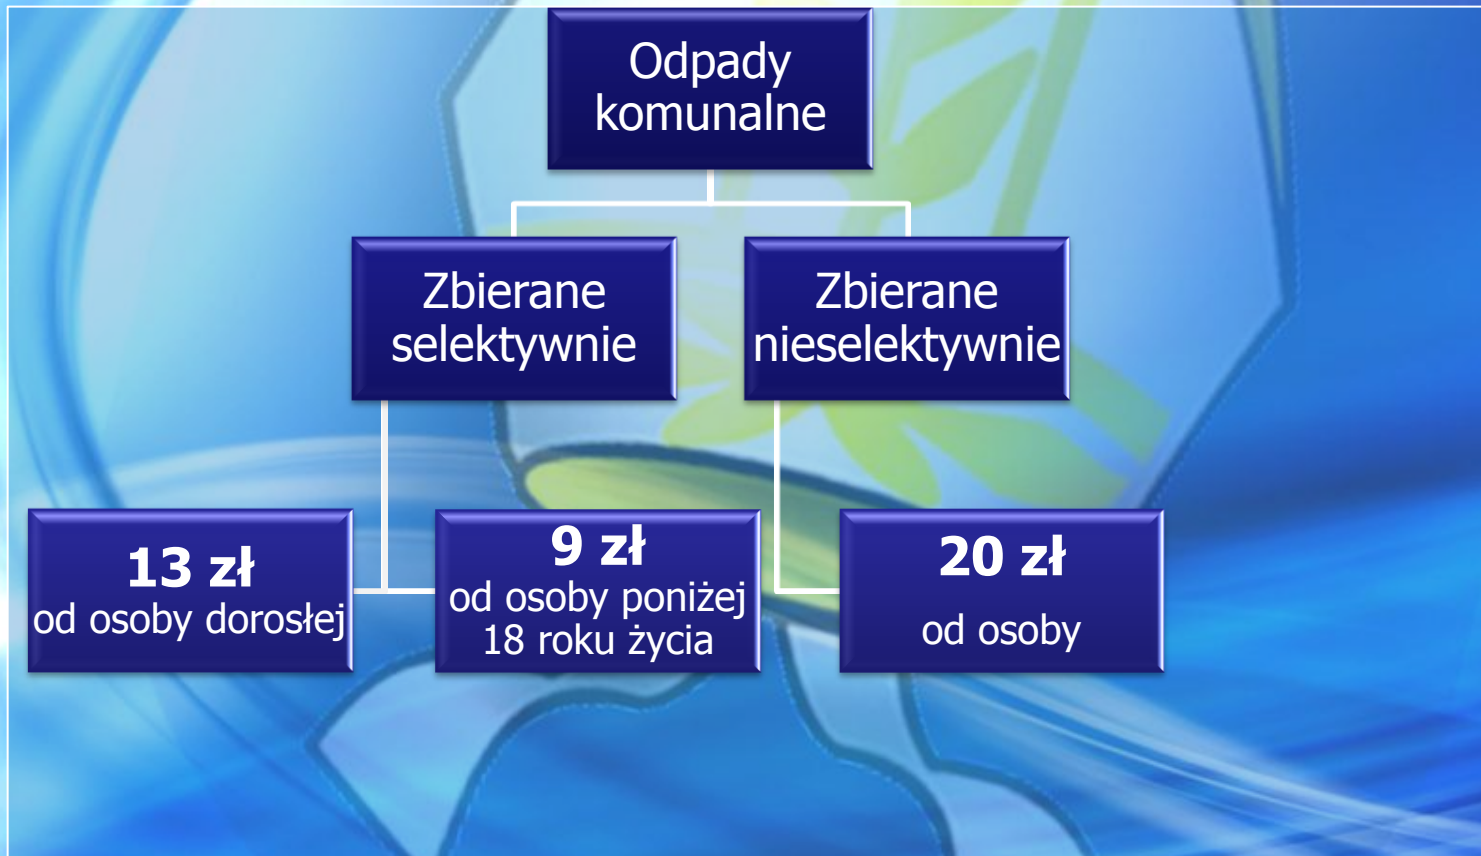 Odpady
komunalne
Zbierane
selektywnie
Zbierane
nieselektywnie
13 zł
od osoby dorosłej
9 zł
od osoby poniżej
18 roku życia
20 zł
od osoby